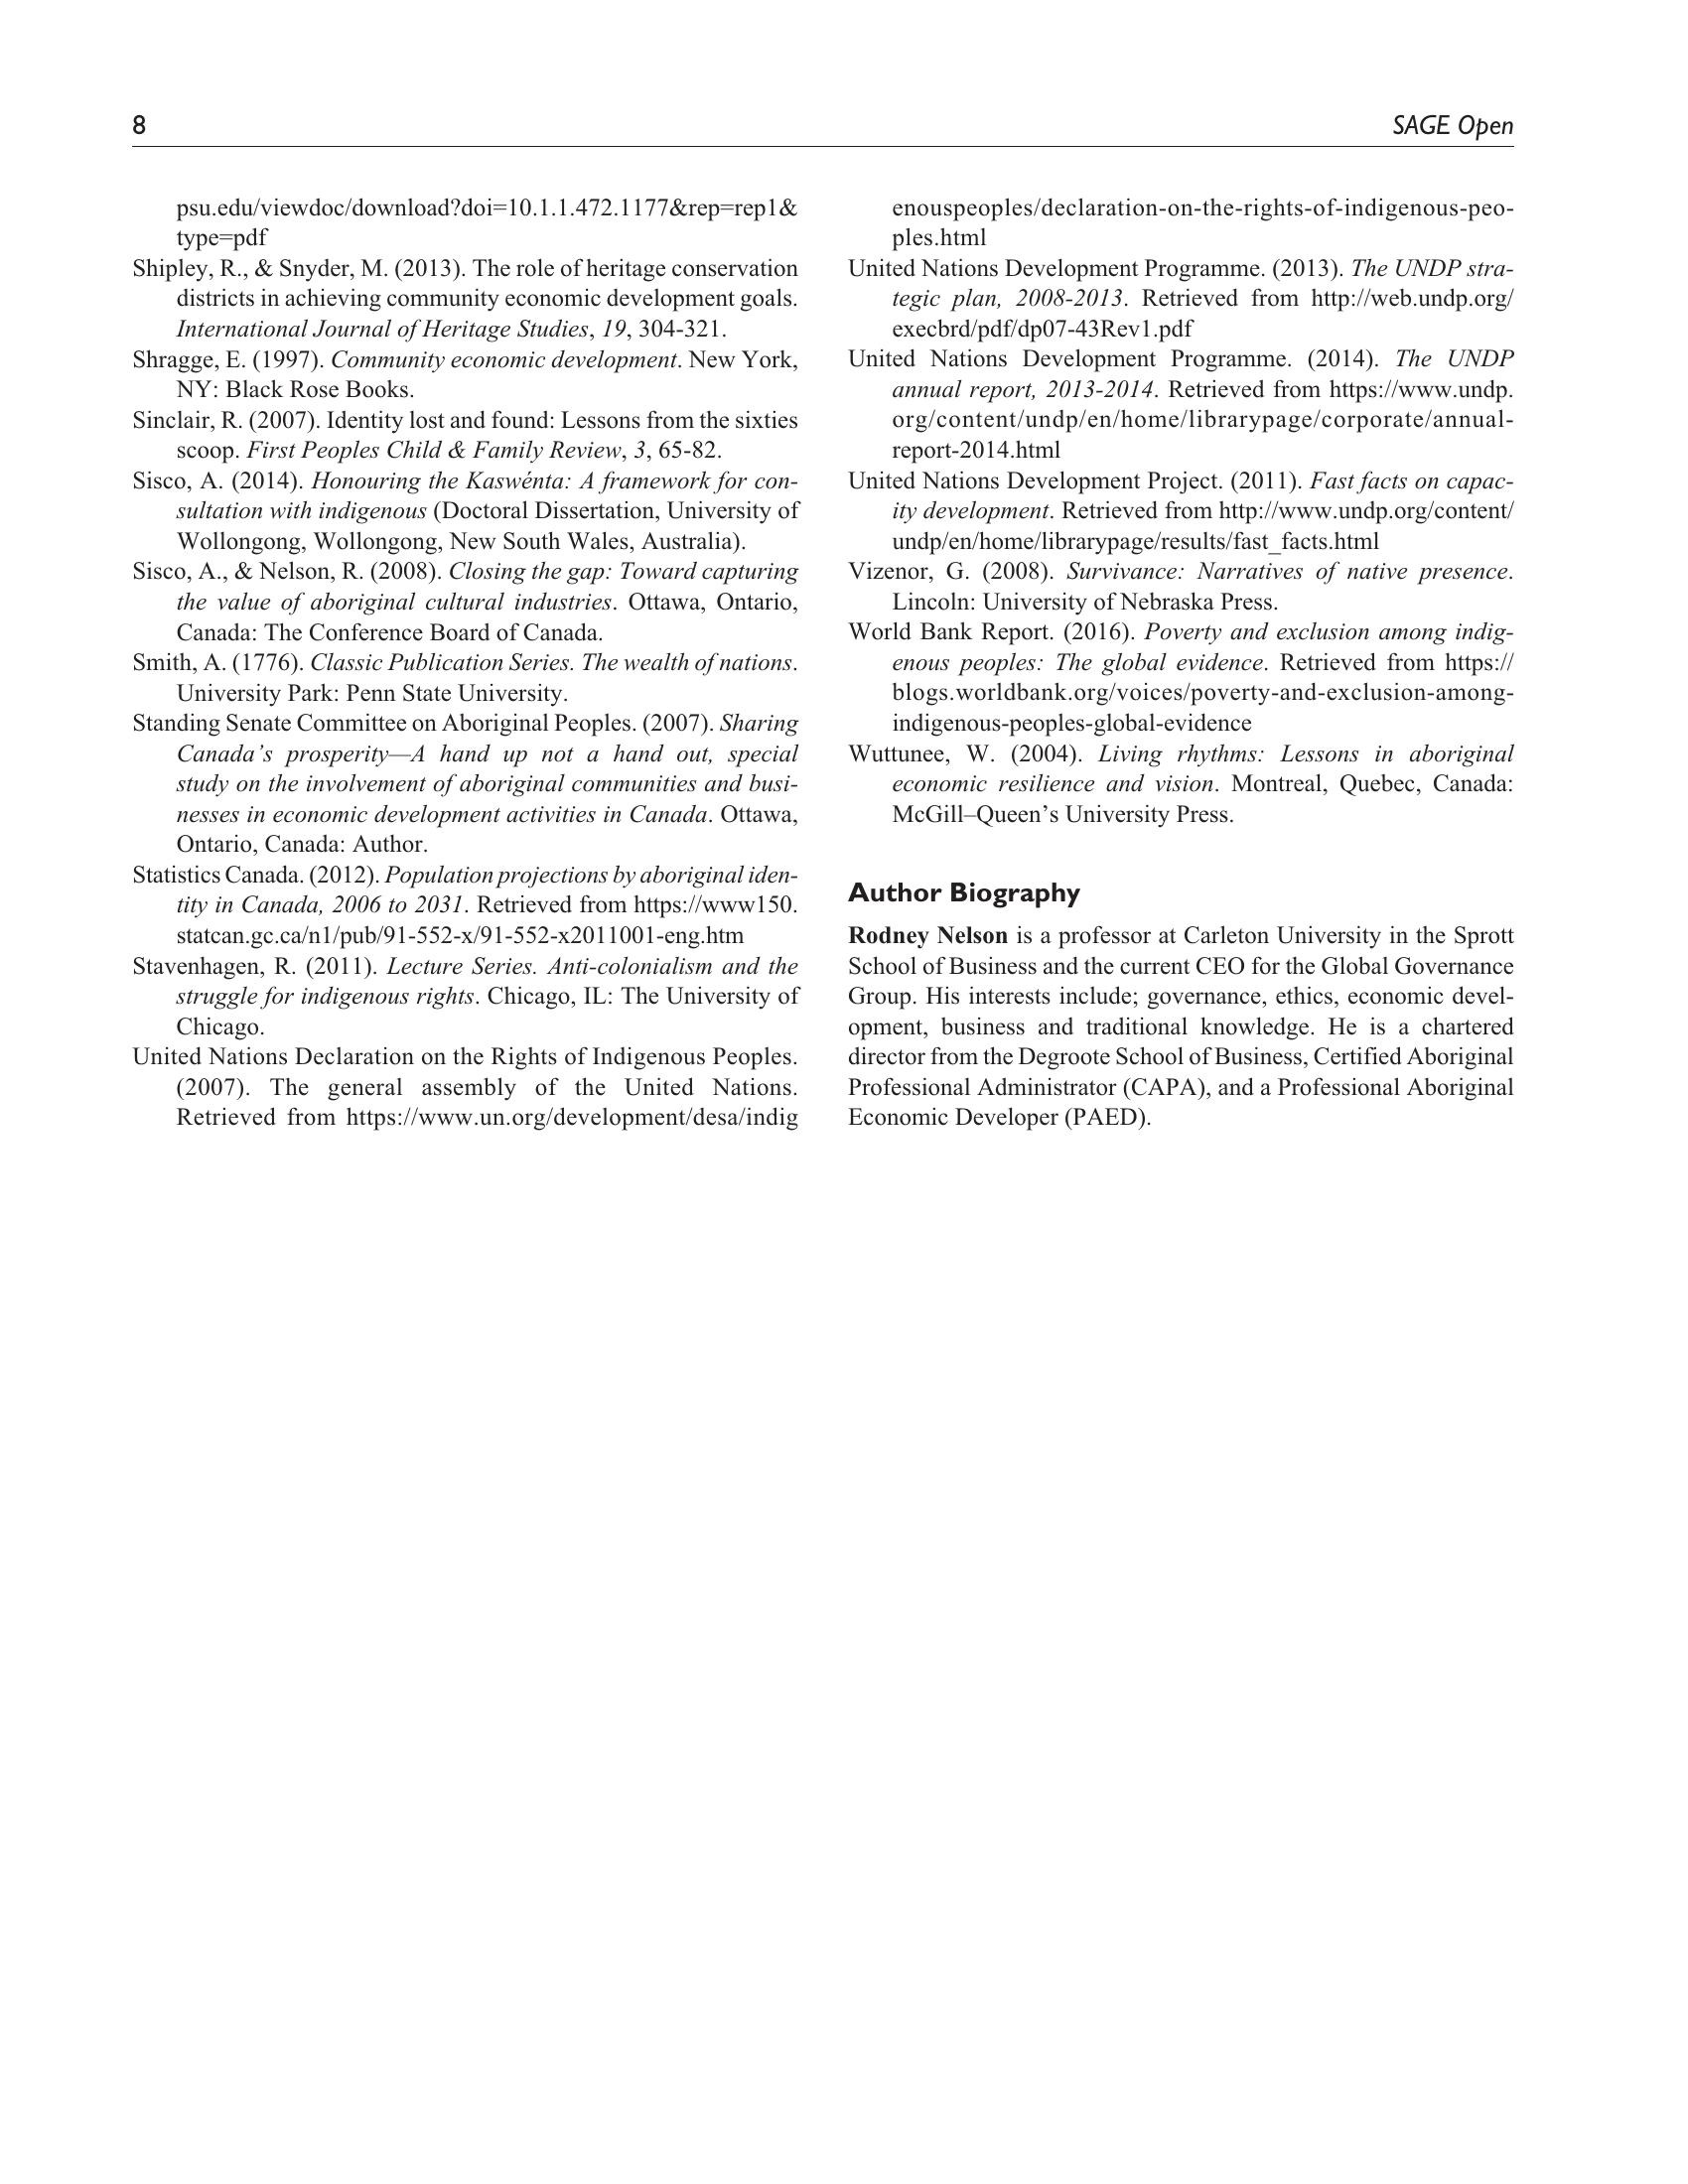 8
SAGE Open
psu.edu/viewdoc/download?doi=10.1.1.472.1177&rep=rep1&
type=pdf
Shipley, R., & Snyder, M. (2013). The role of heritage conservation
districts in achieving community economic development goals.
International Journal of Heritage Studies, 19, 304-321.
Shragge, E. (1997). Community economic development. New York,
NY: Black Rose Books.
Sinclair, R. (2007). Identity lost and found: Lessons from the sixties
scoop. First Peoples Child & Family Review, 3, 65-82.
Sisco, A. (2014). Honouring the Kaswénta: A framework for con-
sultation with indigenous (Doctoral Dissertation, University of
Wollongong, Wollongong, New South Wales, Australia).
Sisco, A., & Nelson, R. (2008). Closing the gap: Toward capturing
the value of aboriginal cultural industries. Ottawa, Ontario,
Canada: The Conference Board of Canada.
Smith, A. (1776). Classic Publication Series. The wealth of nations.
University Park: Penn State University.
Standing Senate Committee on Aboriginal Peoples. (2007). Sharing
Canada’s prosperity—A hand up not a hand out, special
study on the involvement of aboriginal communities and busi-
nesses in economic development activities in Canada. Ottawa,
Ontario, Canada: Author.
Statistics Canada. (2012). Population projections by aboriginal iden-
tity in Canada, 2006 to 2031. Retrieved from https://www150.
statcan.gc.ca/n1/pub/91-552-x/91-552-x2011001-eng.htm
Stavenhagen, R. (2011). Lecture Series. Anti-colonialism and the
struggle for indigenous rights. Chicago, IL: The University of
Chicago.
United Nations Declaration on the Rights of Indigenous Peoples.
(2007). The general assembly of the United Nations.
Retrieved from https://www.un.org/development/desa/indig
enouspeoples/declaration-on-the-rights-of-indigenous-peo-
ples.html
United Nations Development Programme. (2013). The UNDP stra-
tegic plan, 2008-2013. Retrieved from http://web.undp.org/
execbrd/pdf/dp07-43Rev1.pdf
United Nations Development Programme. (2014). The UNDP
annual report, 2013-2014. Retrieved from https://www.undp.
org/content/undp/en/home/librarypage/corporate/annual-
report-2014.html
United Nations Development Project. (2011). Fast facts on capac-
ity development. Retrieved from http://www.undp.org/content/
undp/en/home/librarypage/results/fast_facts.html
Vizenor, G. (2008). Survivance: Narratives of native presence.
Lincoln: University of Nebraska Press.
World Bank Report. (2016). Poverty and exclusion among indig-
enous peoples: The global evidence. Retrieved from https://
blogs.worldbank.org/voices/poverty-and-exclusion-among-
indigenous-peoples-global-evidence
Wuttunee, W. (2004). Living rhythms: Lessons in aboriginal
economic resilience and vision. Montreal, Quebec, Canada:
McGill–Queen’s University Press.
Author Biography
Rodney Nelson is a professor at Carleton University in the Sprott
School of Business and the current CEO for the Global Governance
Group. His interests include; governance, ethics, economic devel-
opment, business and traditional knowledge. He is a chartered
director from the Degroote School of Business, Certified Aboriginal
Professional Administrator (CAPA), and a Professional Aboriginal
Economic Developer (PAED).